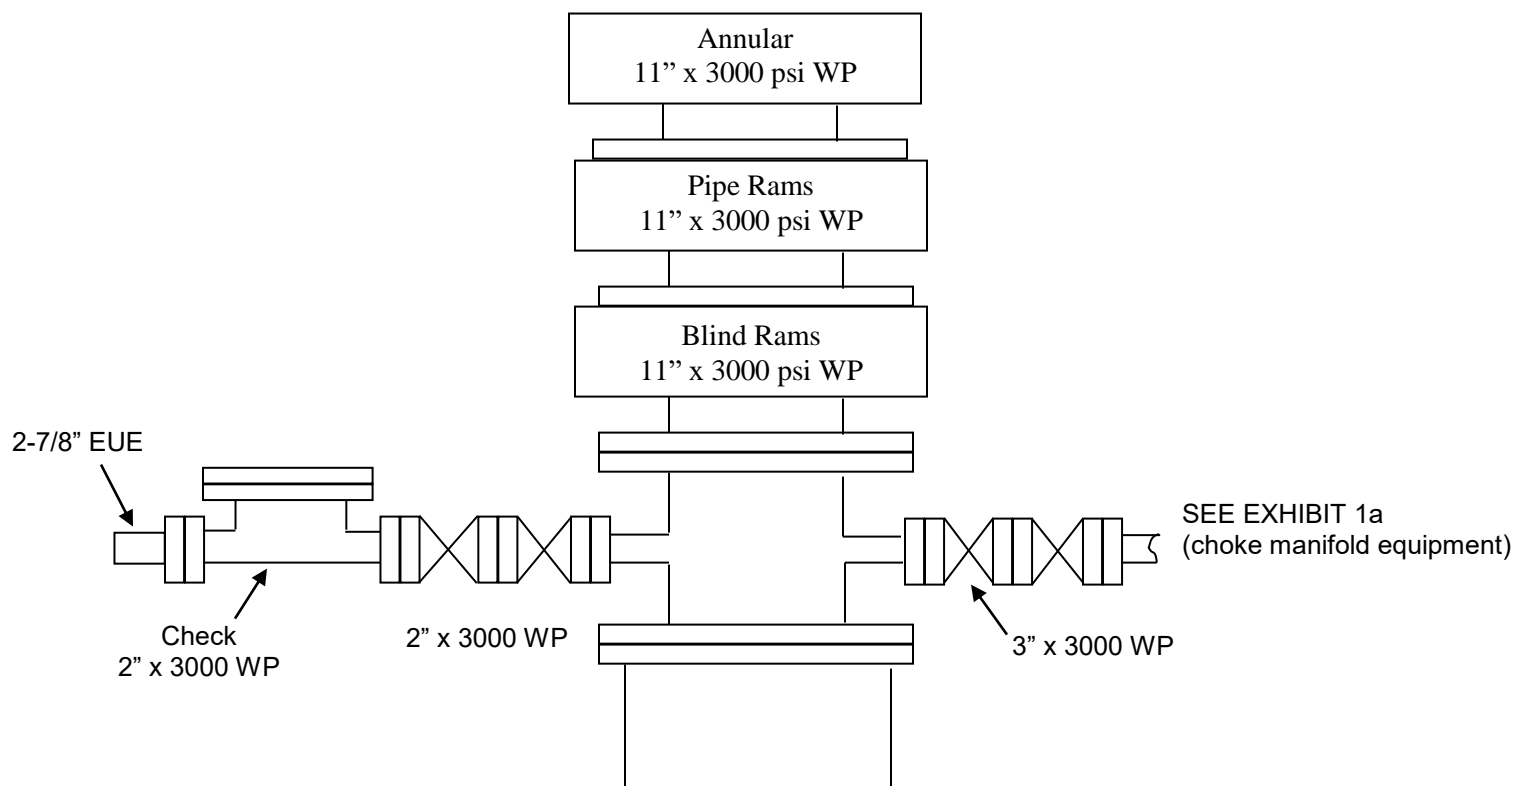 Annular
11” x 3000 psi WP
Pipe Rams
11” x 3000 psi WP
Blind Rams
11” x 3000 psi WP
2-7/8” EUE
SEE EXHIBIT 1a
(choke manifold equipment)
Check
2” x 3000 WP
2” x 3000 WP
3” x 3000 WP